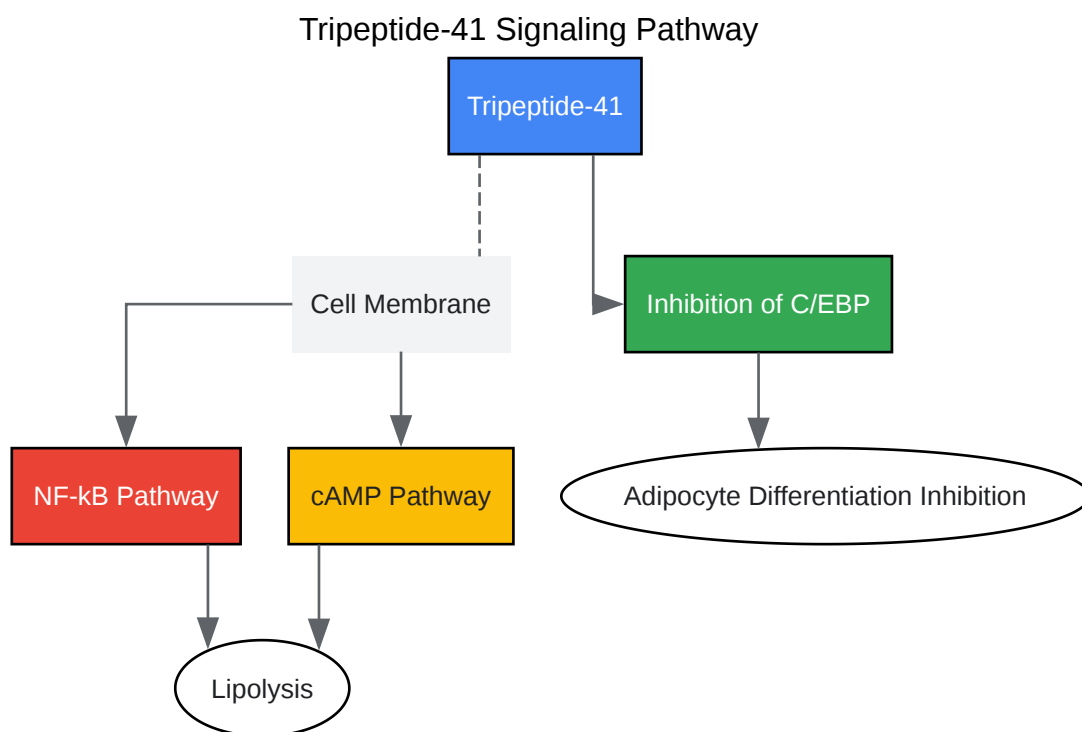 Tripeptide-41 Signaling Pathway
Tripeptide-41
Cell Membrane
Inhibition of C/EBP
NF-kB Pathway
cAMP Pathway
Adipocyte Differentiation Inhibition
Lipolysis